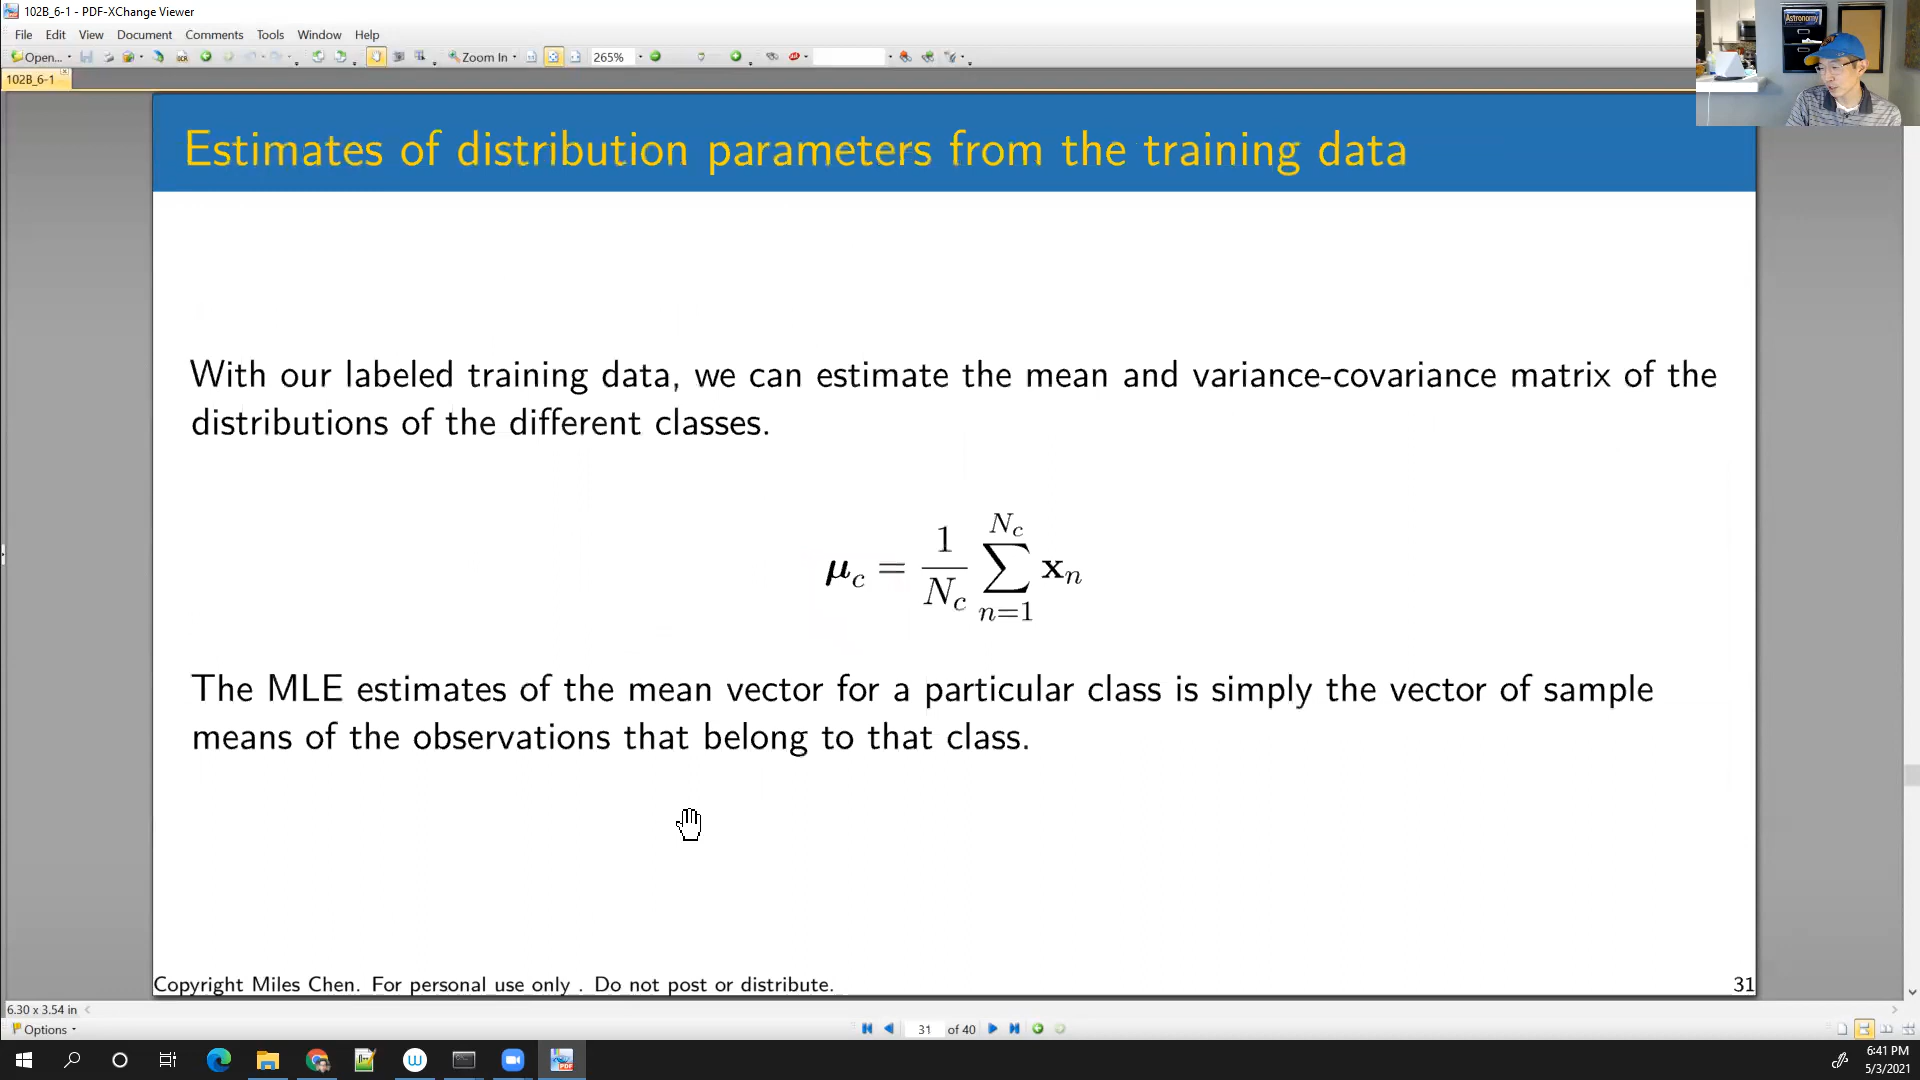 102B_6-1 - PDF-XChange Viewer
File Edit View Document Comments Tools Window Help
Open... OCR Zoom In 265%
102B_6-1
Astronomy
Estimates of distribution parameters from the training data
With our labeled training data, we can estimate the mean and variance-covariance matrix of the
distributions of the different classes.
μ_c = 1/N_c ∑_{n=1}^{N_c} x_n
The MLE estimates of the mean vector for a particular class is simply the vector of sample
means of the observations that belong to that class.
Copyright Miles Chen. For personal use only . Do not post or distribute.
31
6.30 x 3.54 in
Options
31 of 40
6:41 PM
5/3/2021